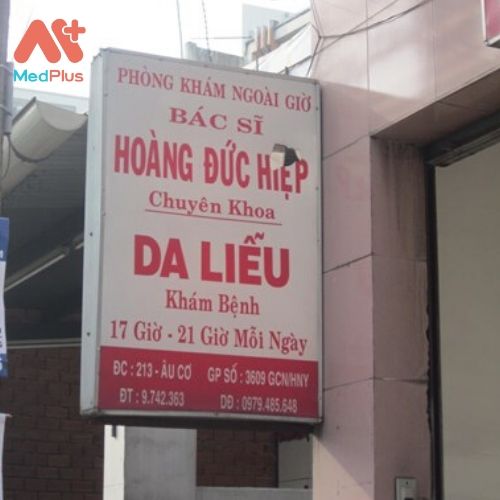 MedPlus
PHÒNG KHÁM NGOÀI GIỜ
BÁC SĨ
HOÀNG ĐỨC HIỆP
Chuyên Khoa
DA LIỄU
Khám Bệnh
17 Giờ - 21 Giờ Mỗi Ngày
ĐC : 213 - ÂU CƠ GP SỐ : 3609 GCN/HNY
ĐT : 9.742.363 DĐ : 0979.485.648